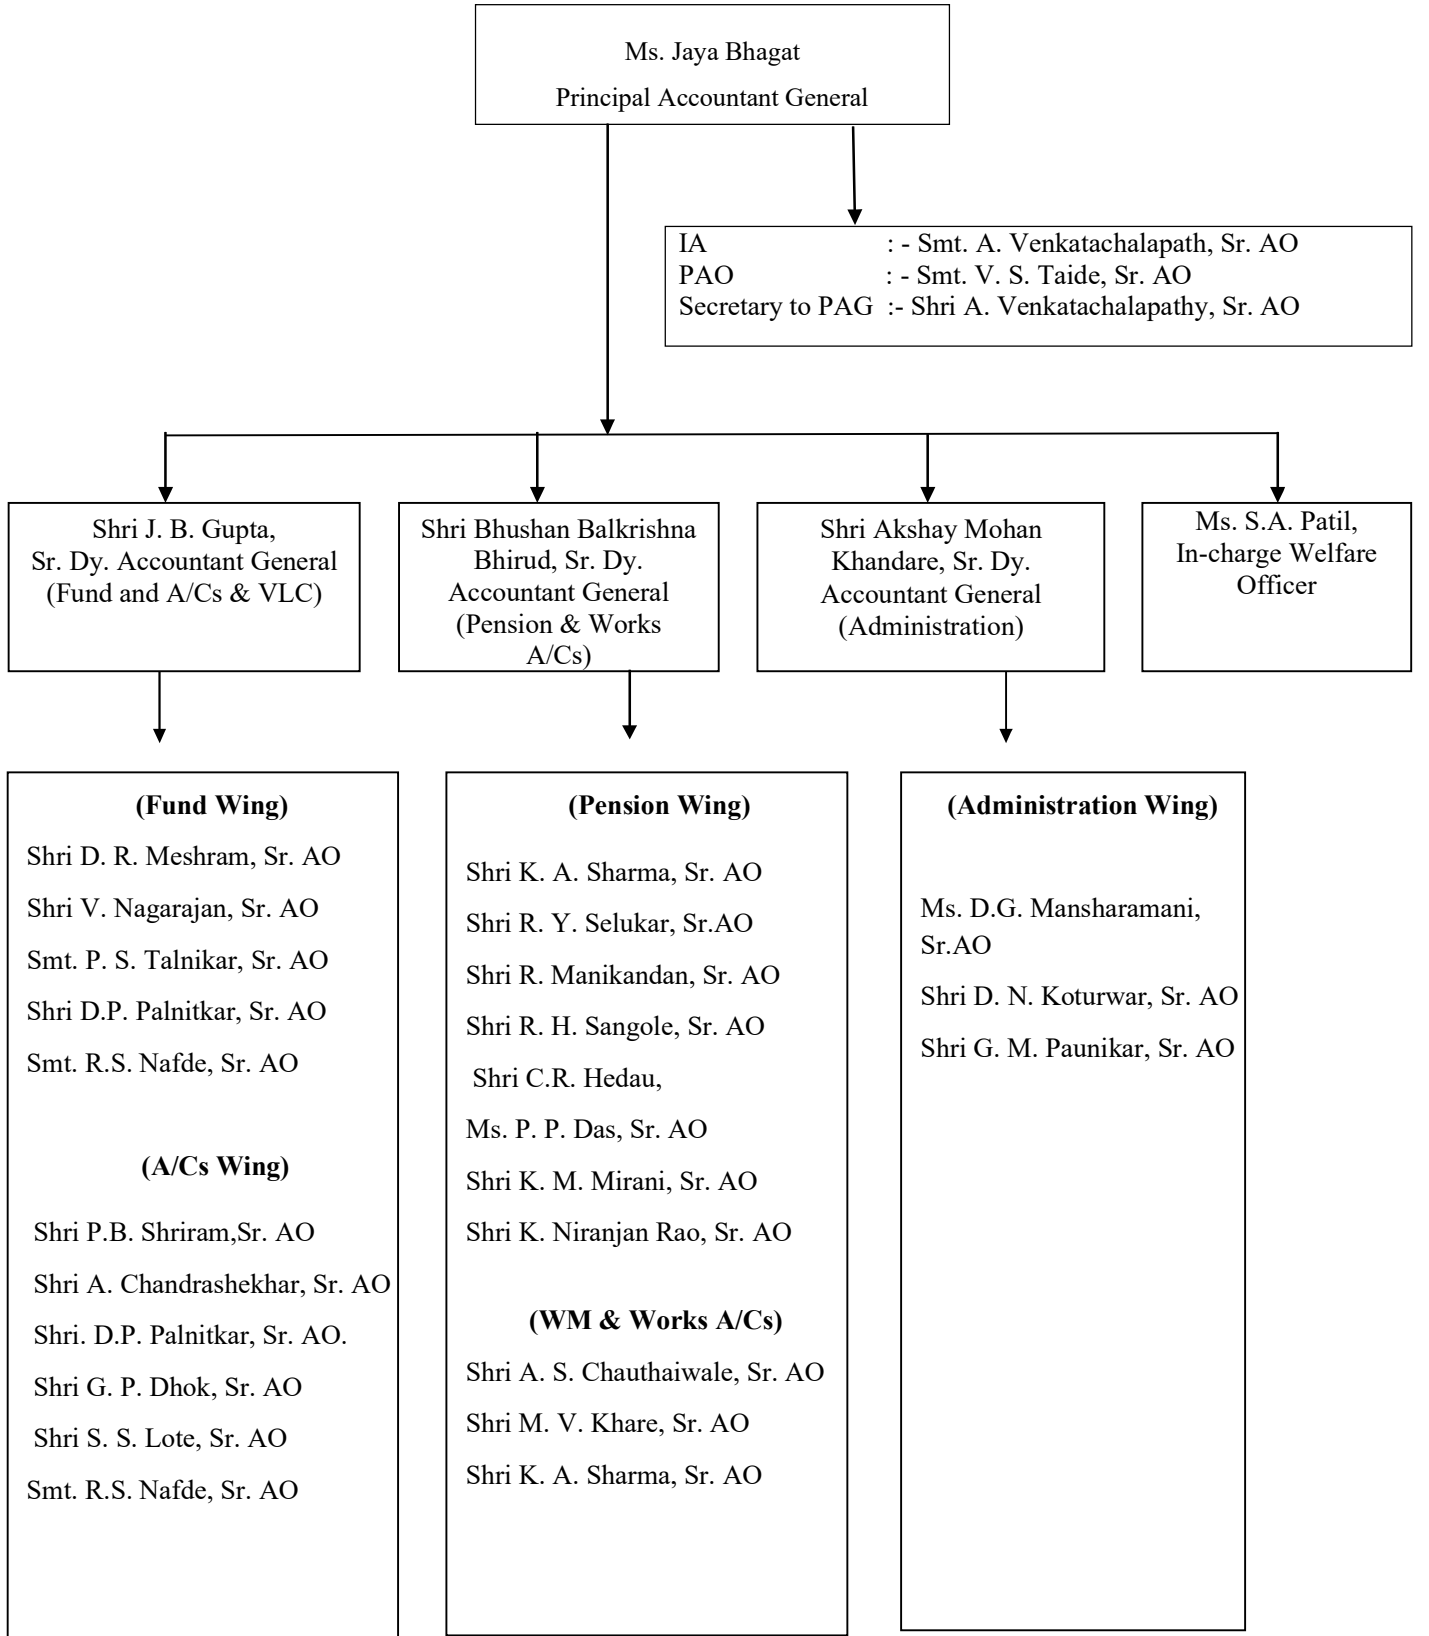 Ms. Jaya Bhagat
Principal Accountant General
IA : - Smt. A. Venkatachalapath, Sr. AO
PAO : - Smt. V. S. Taide, Sr. AO
Secretary to PAG :- Shri A. Venkatachalapathy, Sr. AO
Shri J. B. Gupta,
Sr. Dy. Accountant General
(Fund and A/Cs & VLC)
Shri Bhushan Balkrishna
Bhirud, Sr. Dy.
Accountant General
(Pension & Works
A/Cs)
Shri Akshay Mohan
Khandare, Sr. Dy.
Accountant General
(Administration)
Ms. S.A. Patil,
In-charge Welfare
Officer
(Fund Wing)
Shri D. R. Meshram, Sr. AO
Shri V. Nagarajan, Sr. AO
Smt. P. S. Talnikar, Sr. AO
Shri D.P. Palnitkar, Sr. AO
Smt. R.S. Nafde, Sr. AO
(A/Cs Wing)
Shri P.B. Shriram,Sr. AO
Shri A. Chandrashekhar, Sr. AO
Shri. D.P. Palnitkar, Sr. AO.
Shri G. P. Dhok, Sr. AO
Shri S. S. Lote, Sr. AO
Smt. R.S. Nafde, Sr. AO
(Pension Wing)
Shri K. A. Sharma, Sr. AO
Shri R. Y. Selukar, Sr.AO
Shri R. Manikandan, Sr. AO
Shri R. H. Sangole, Sr. AO
Shri C.R. Hedau,
Ms. P. P. Das, Sr. AO
Shri K. M. Mirani, Sr. AO
Shri K. Niranjan Rao, Sr. AO
(WM & Works A/Cs)
Shri A. S. Chauthaiwale, Sr. AO
Shri M. V. Khare, Sr. AO
Shri K. A. Sharma, Sr. AO
(Administration Wing)
Ms. D.G. Mansharamani,
Sr.AO
Shri D. N. Koturwar, Sr. AO
Shri G. M. Paunikar, Sr. AO